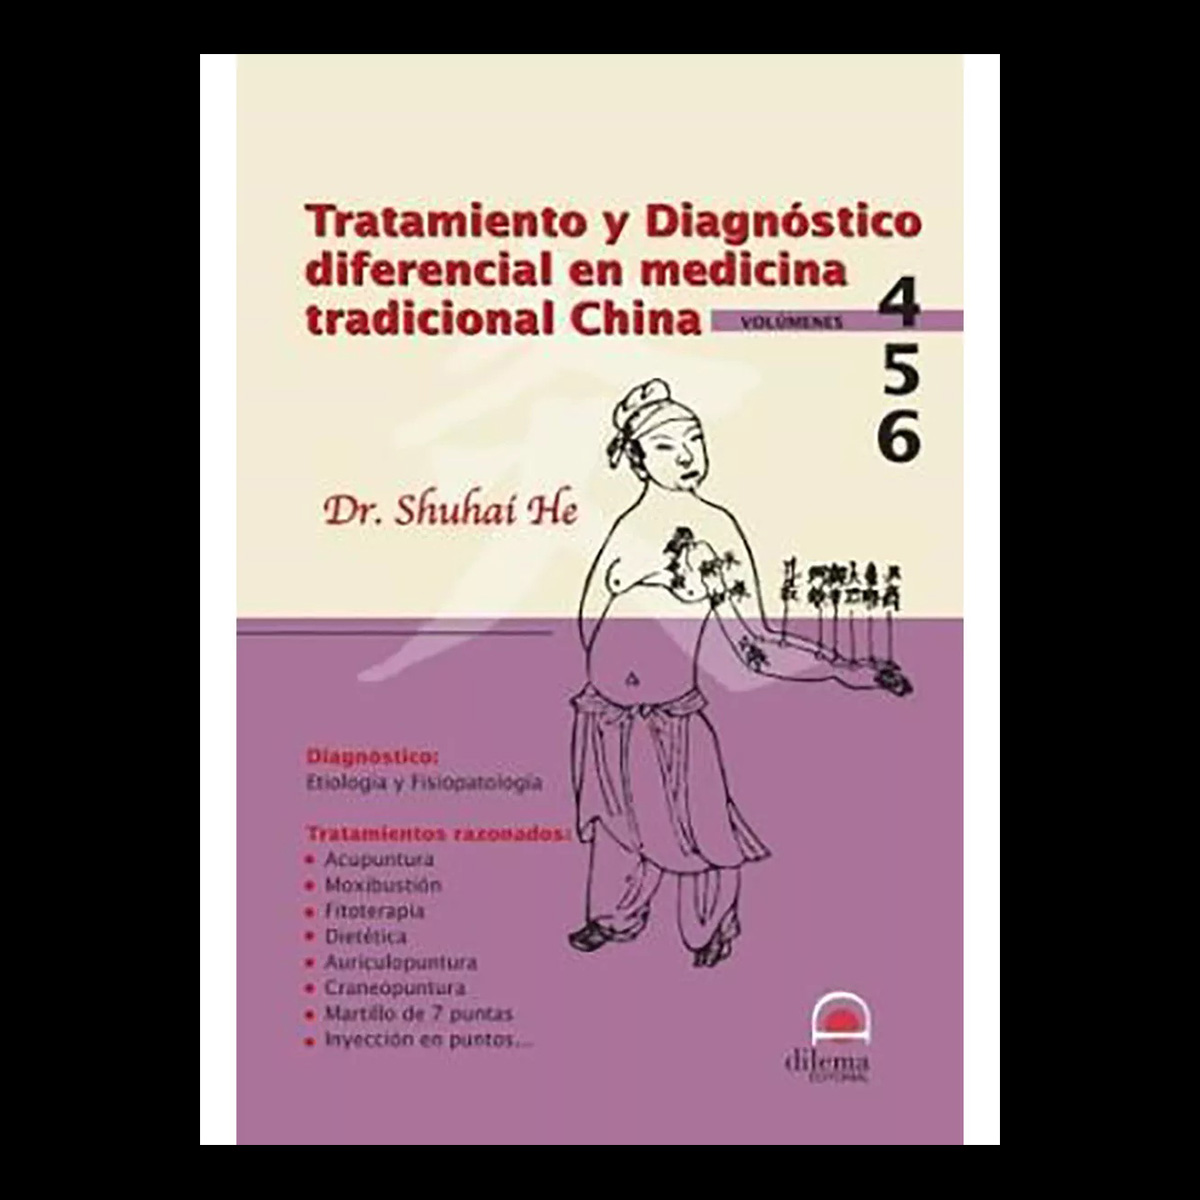 Tratamiento y Diagnóstico
diferencial en medicina
tradicional China
VOLÚMENES
4
5
6
Dr. Shuhai He
Diagnóstico:
Etiología y Fisiopatología
Tratamientos razonados:
• Acupuntura
• Moxibustión
• Fitoterapia
• Dietética
• Auriculopuntura
• Craneopuntura
• Martillo de 7 puntas
• Inyección en puntos...
dilema
EDITORIAL